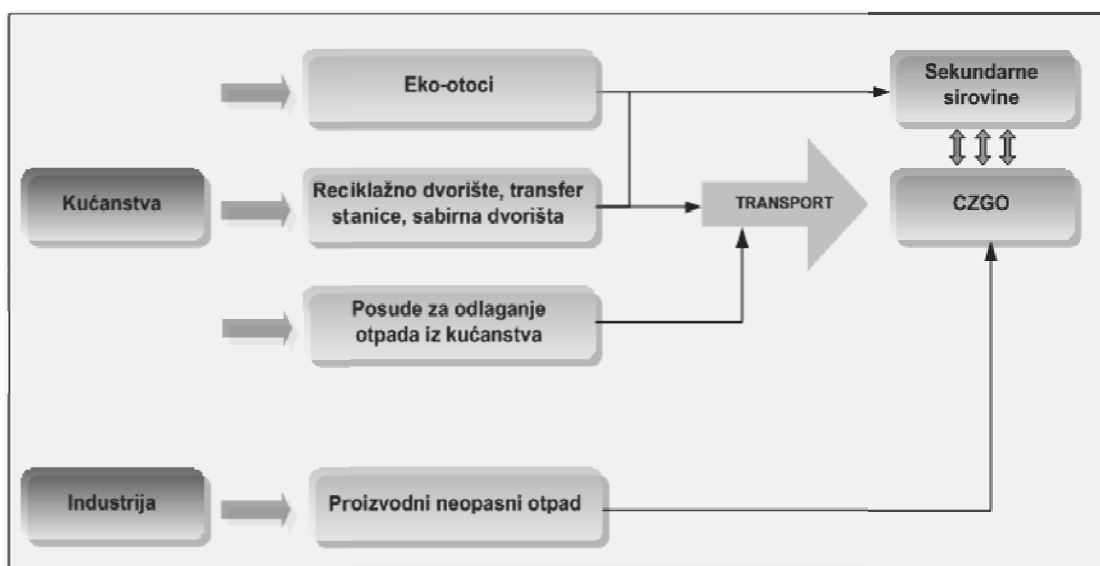 Eko-otoci
Sekundarne
sirovine
Kućanstva
Reciklažno dvorište, transfer
stanice, sabirna dvorišta
TRANSPORT
CZGO
Posude za odlaganje
otpada iz kućanstva
Industrija
Proizvodni neopasni otpad